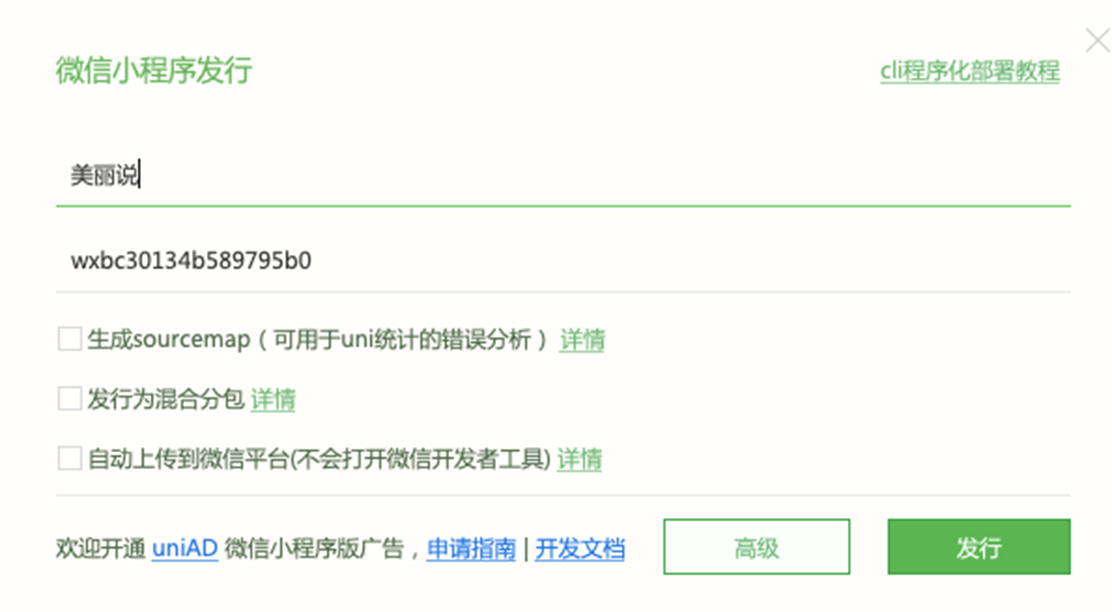 微信小程序发行 cli程序化部署教程
美丽说
wxbc30134b589795b0
生成sourcemap（可用于uni统计的错误分析） 详情
发行为混合分包 详情
自动上传到微信平台(不会打开微信开发者工具) 详情
欢迎开通 uniAD 微信小程序版广告，申请指南 | 开发文档 高级 发行